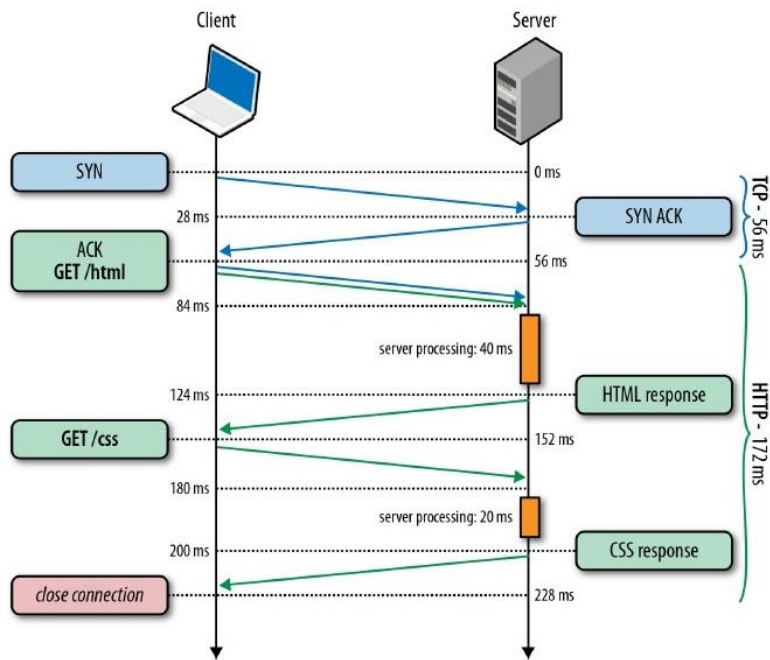 Client
Server
SYN
0 ms
28 ms
SYN ACK
TCP - 56 ms
ACK
GET /html
56 ms
84 ms
server processing: 40 ms
124 ms
HTML response
HTTP - 172 ms
GET /css
152 ms
180 ms
server processing: 20 ms
200 ms
CSS response
close connection
228 ms